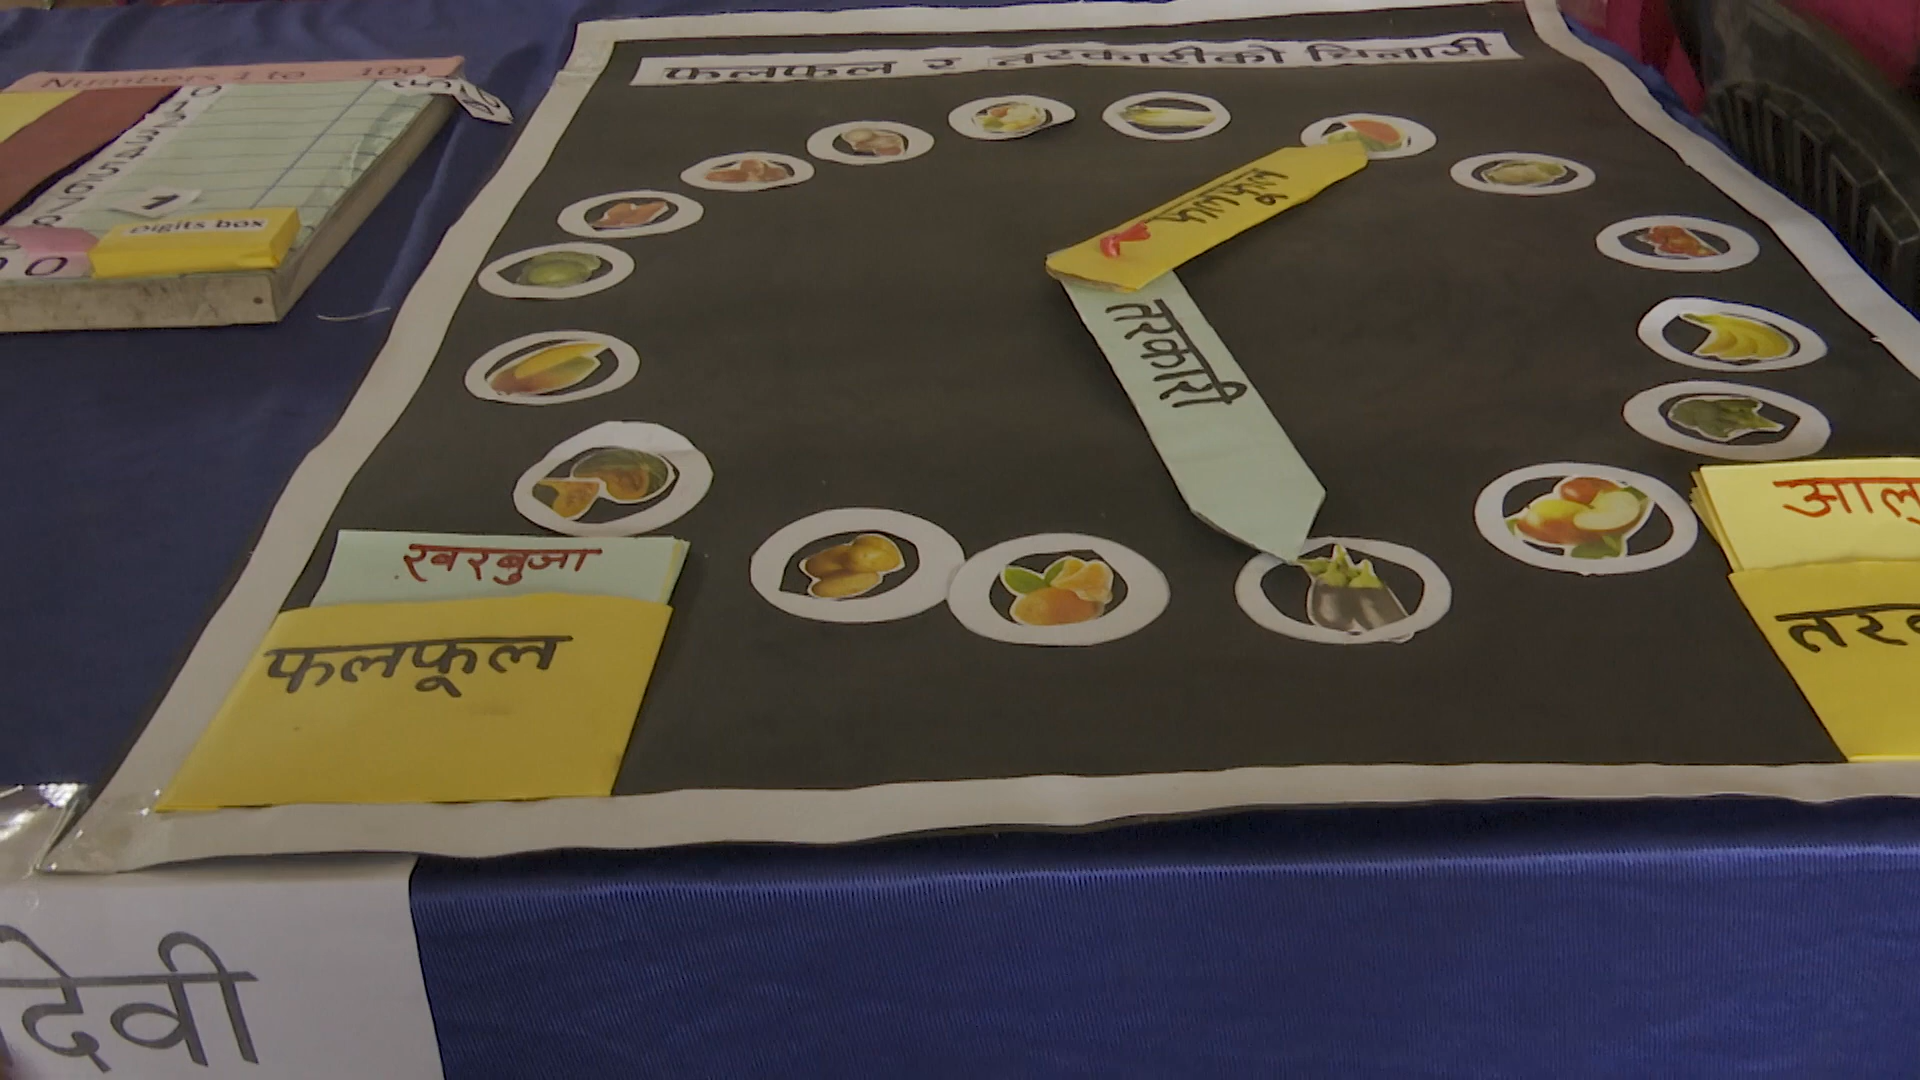 फलफूल र तरकारीको चिनारी
Numbers 1 to 100
Digits box
फलफूल
तरकारी
खरबुजा
फलफूल
आलु
तर
देवी